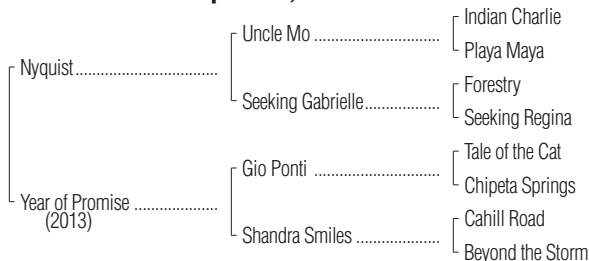 Indian Charlie
Uncle Mo
Playa Maya
Nyquist
Forestry
Seeking Gabrielle
Seeking Regina
Tale of the Cat
Gio Ponti
Chipeta Springs
Year of Promise
(2013)
Cahill Road
Shandra Smiles
Beyond the Storm